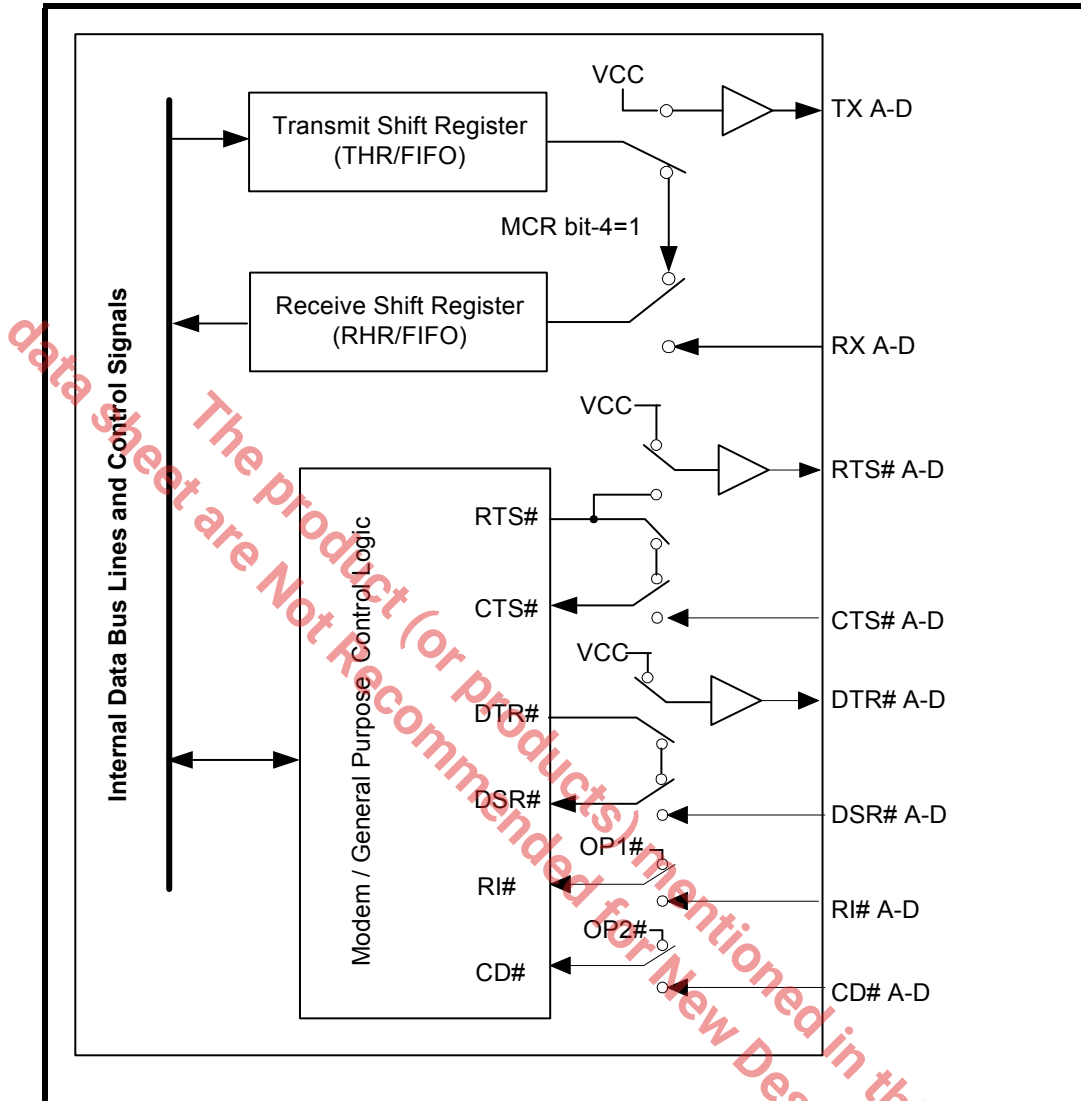 VCC
TX A-D
Transmit Shift Register
(THR/FIFO)
MCR bit-4=1
Receive Shift Register
(RHR/FIFO)
RX A-D
Internal Data Bus Lines and Control Signals
VCC
RTS# A-D
RTS#
Modem / General Purpose Control Logic
CTS#
CTS# A-D
VCC
DTR# A-D
DTR#
DSR#
DSR# A-D
OP1#
RI#
RI# A-D
OP2#
CD#
CD# A-D
The product (or products) mentioned in
data sheet are Not Recommended for New